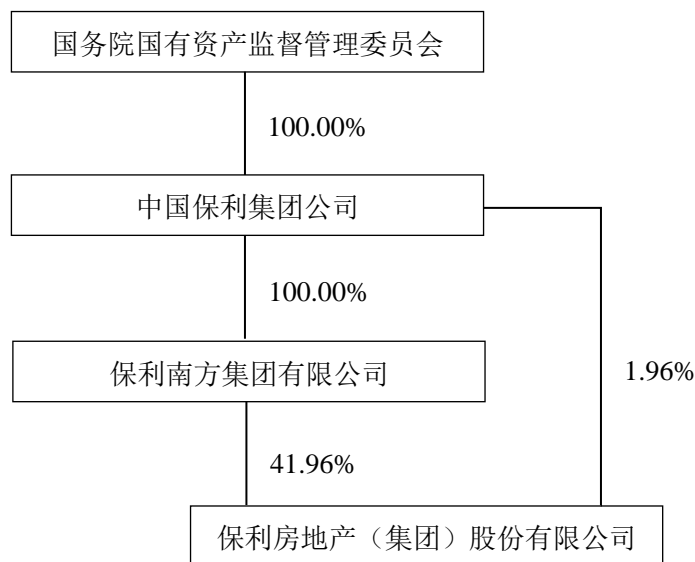 国务院国有资产监督管理委员会
100.00%
中国保利集团公司
100.00%
保利南方集团有限公司
1.96%
41.96%
保利房地产（集团）股份有限公司